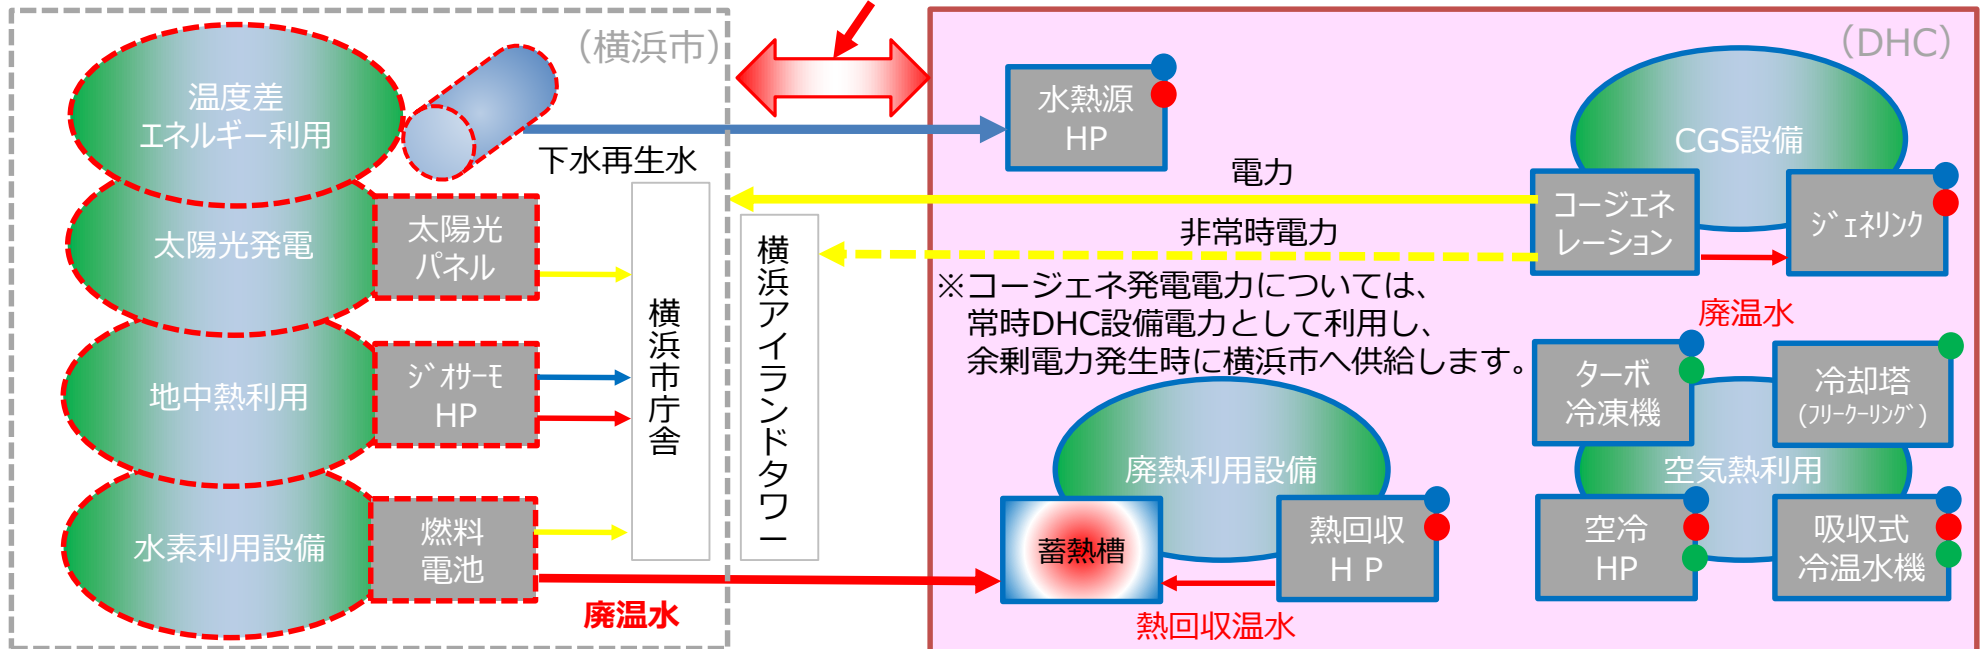 (横浜市)
温度差
エネルギー利用
下水再生水
太陽光発電
太陽光
パネル
地中熱利用
ジオサーモ
HP
水素利用設備
燃料
電池
廃温水
横浜市庁舎
横浜アイランドタワー
(DHC)
水熱源
HP
CGS設備
コージェネ
レーション
ジェネリンク
電力
非常時電力
廃温水
※コージェネ発電電力については、
常時DHC設備電力として利用し、
余剰電力発生時に横浜市へ供給します。
廃熱利用設備
蓄熱槽
熱回収
HP
熱回収温水
ターボ
冷凍機
冷却塔
(フリークーリング)
空気熱利用
空冷
HP
吸収式
冷温水機